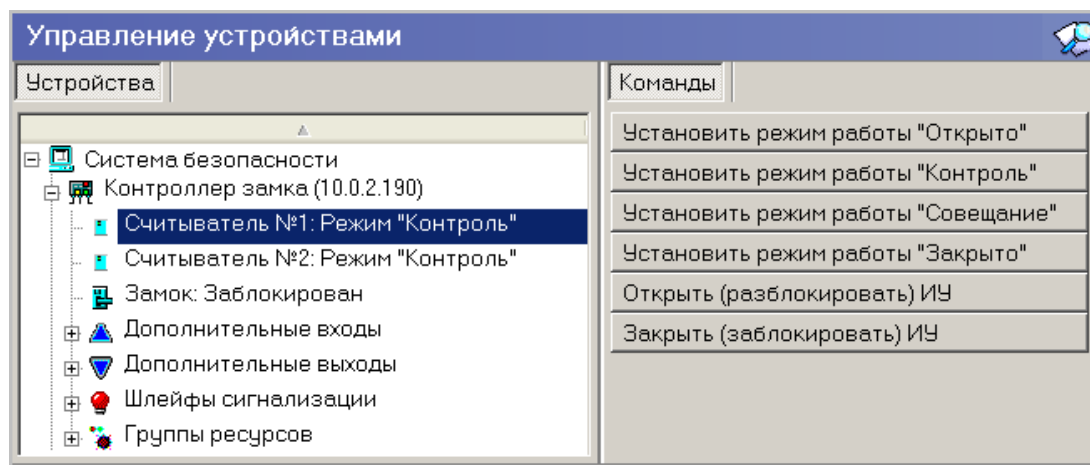 Управление устройствами
Устройства
Система безопасности
Контроллер замка (10.0.2.190)
Считыватель №1: Режим "Контроль"
Считыватель №2: Режим "Контроль"
Замок: Заблокирован
Дополнительные входы
Дополнительные выходы
Шлейфы сигнализации
Группы ресурсов
Команды
Установить режим работы "Открыто"
Установить режим работы "Контроль"
Установить режим работы "Совещание"
Установить режим работы "Закрыто"
Открыть (разблокировать) ИУ
Закрыть (заблокировать) ИУ